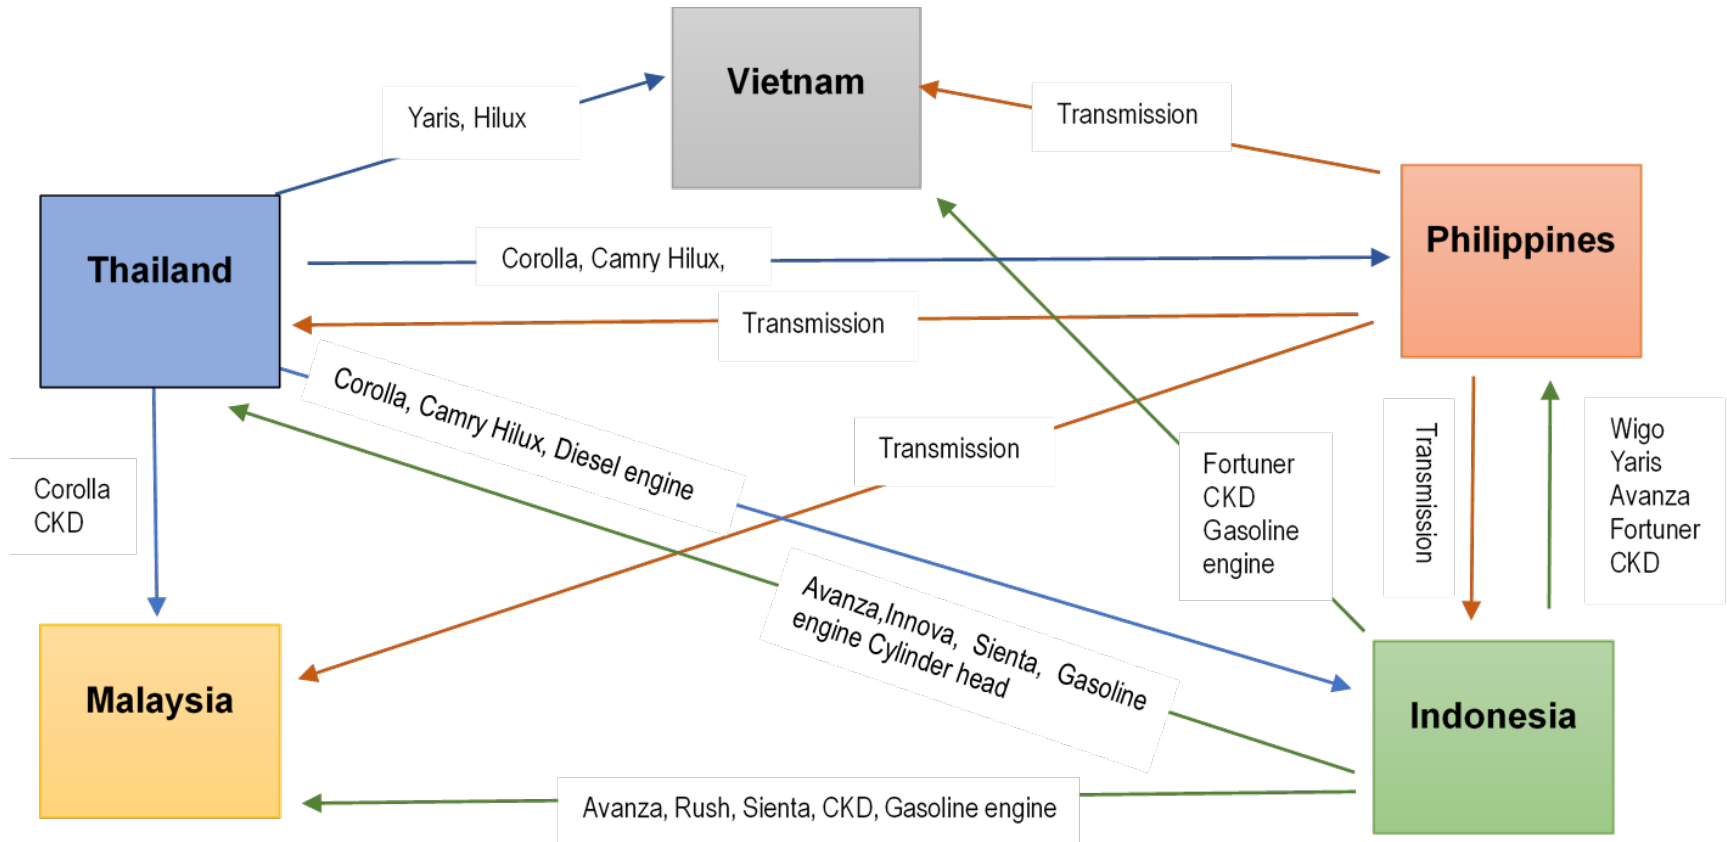 Vietnam
Yaris, Hilux
Transmission
Thailand
Philippines
Corolla, Camry Hilux,
Transmission
Corolla, Camry Hilux, Diesel engine
Transmission
Corolla
CKD
Fortuner
CKD
Gasoline
engine
Transmission
Wigo
Yaris
Avanza
Fortuner
CKD
Avanza,Innova, Sienta, Gasoline
engine Cylinder head
Malaysia
Indonesia
Avanza, Rush, Sienta, CKD, Gasoline engine